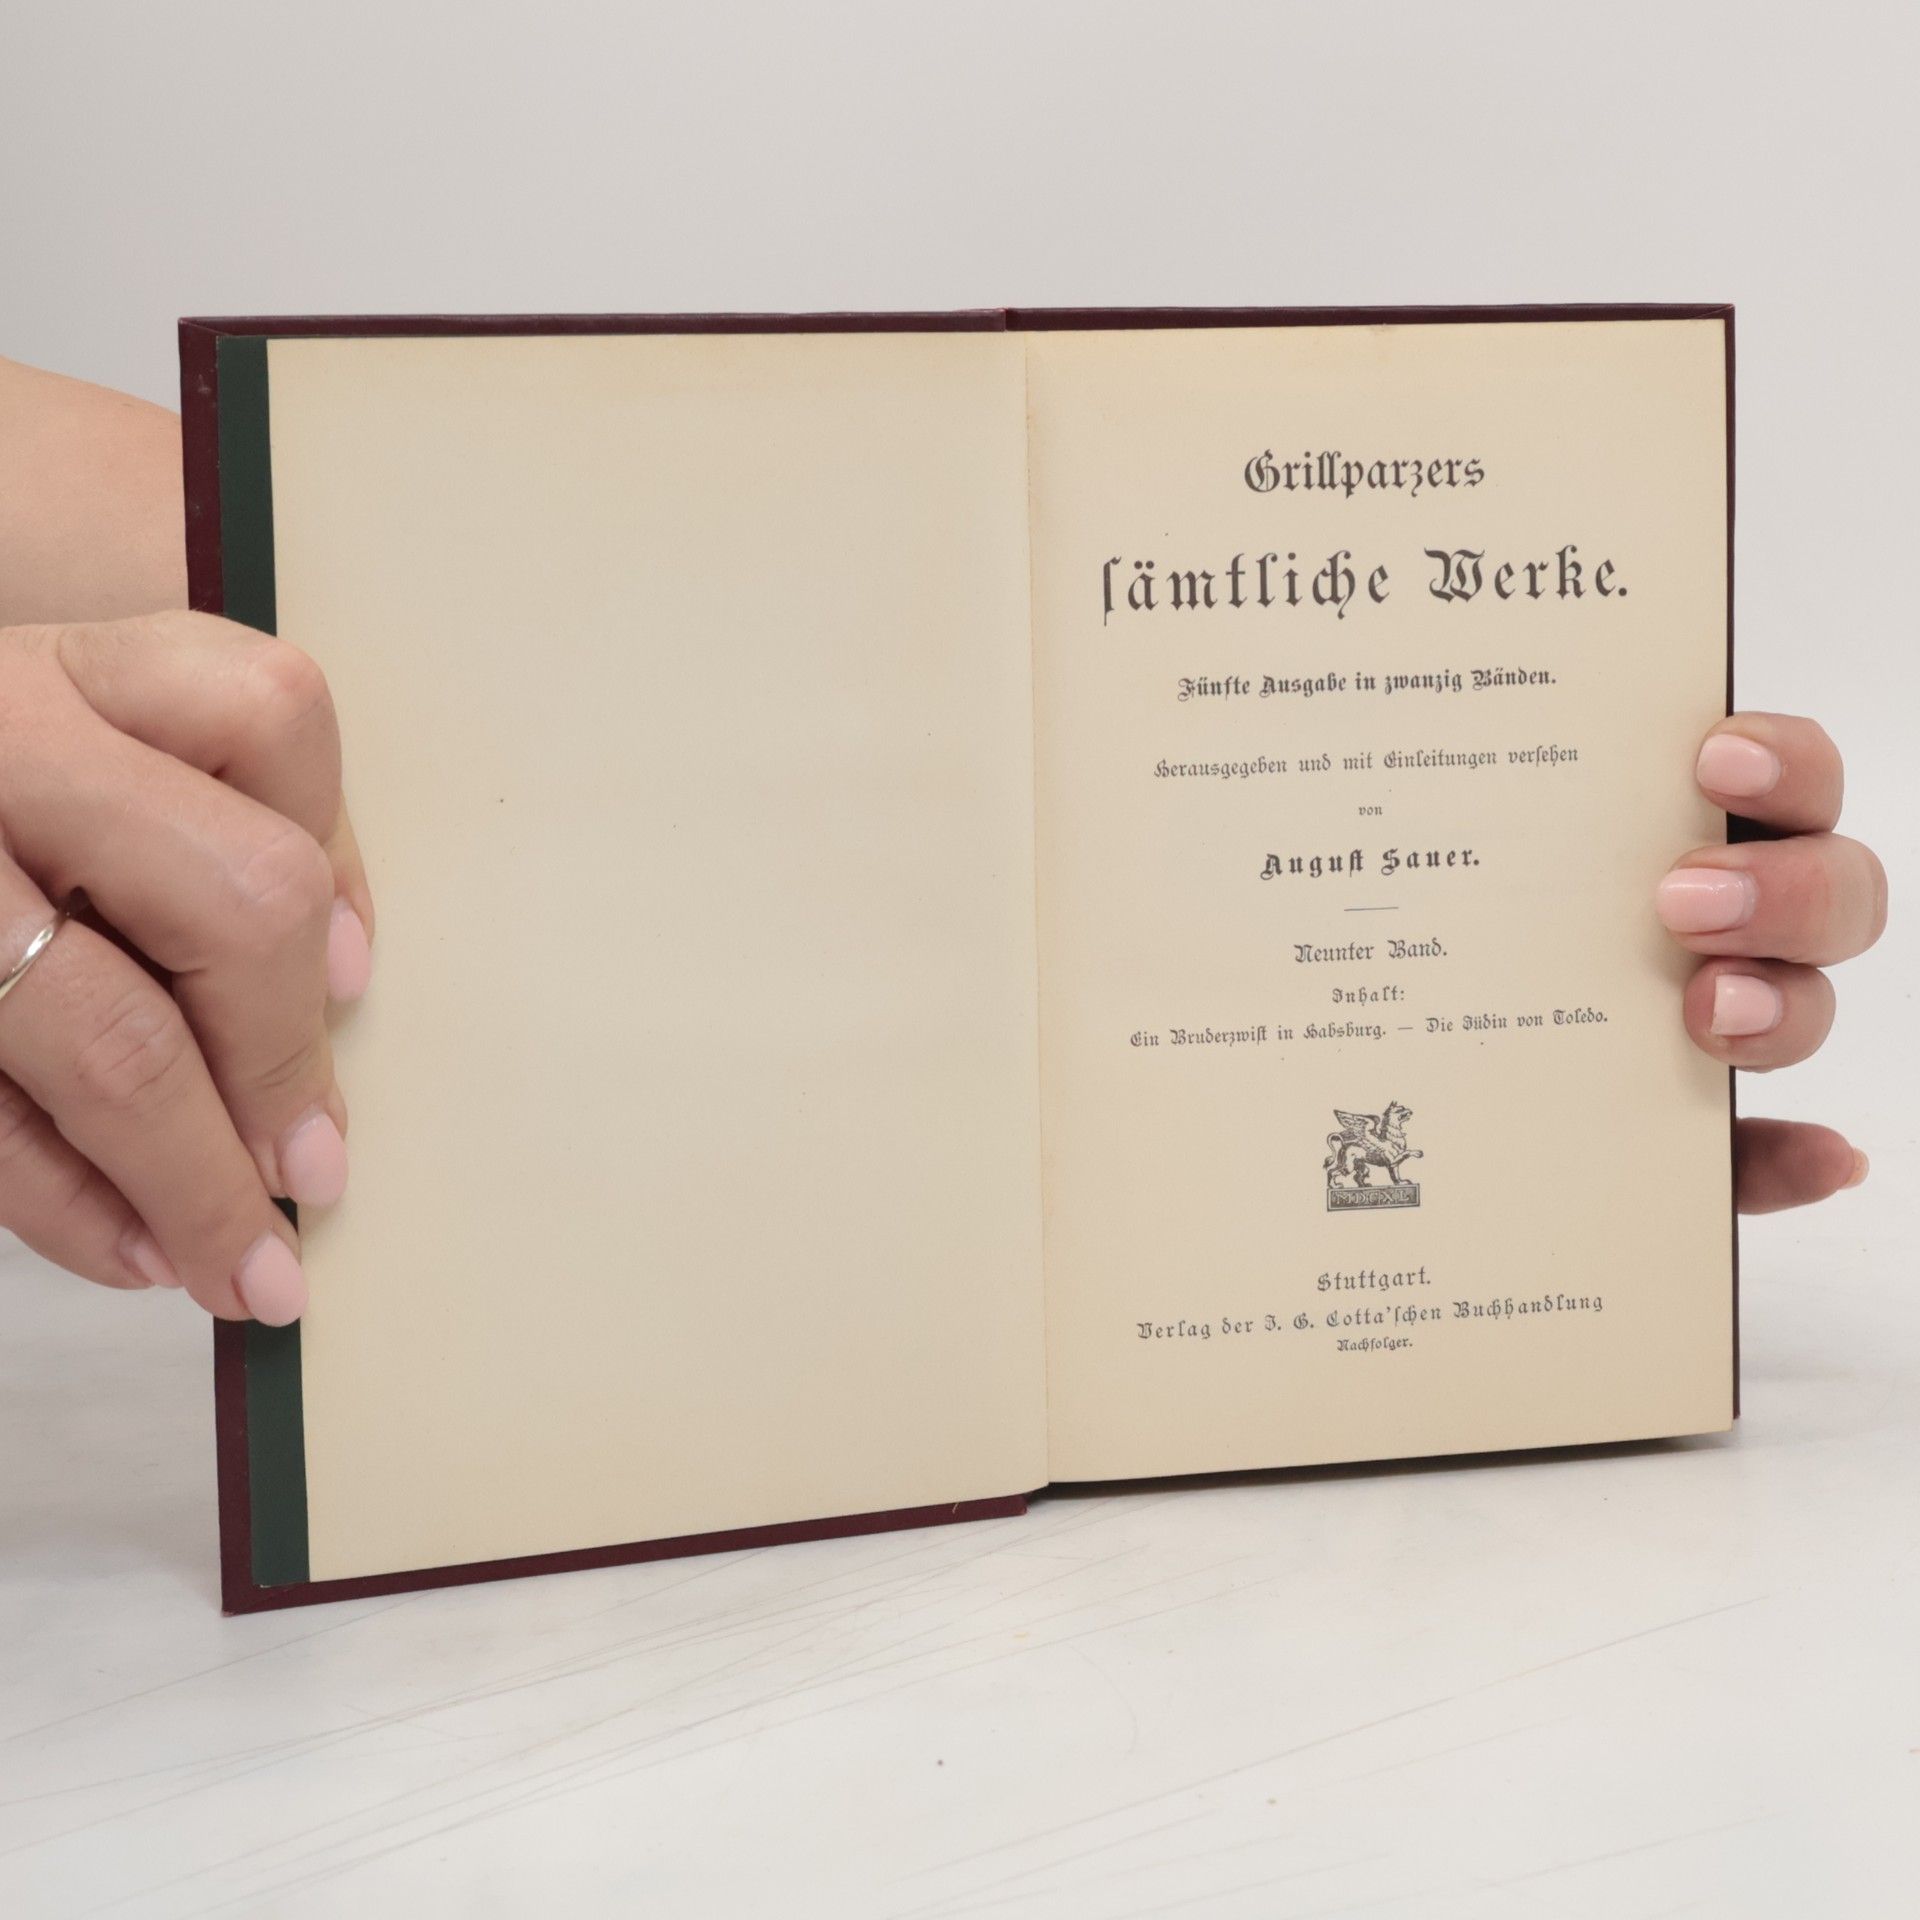 Grillparzers
ſämtliche Werke.
Fünfte Ausgabe in zwanzig Bänden.
Herausgegeben und mit Einleitungen verſehen
von
Auguſt Sauer.
Neunter Band.
Inhalt:
Ein Bruderzwiſt in Habsburg. — Die Jüdin von Toledo.
MDCXL
Stuttgart.
Verlag der J. G. Cotta'ſchen Buchhandlung
Nachfolger.